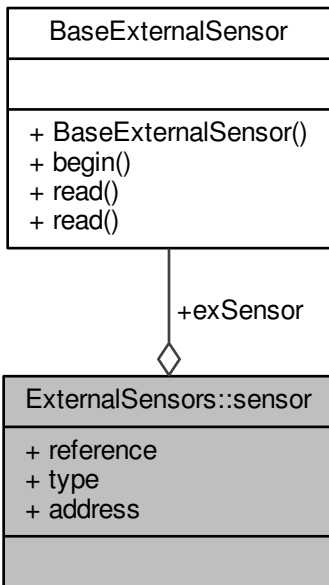 BaseExternalSensor
+ BaseExternalSensor()
+ begin()
+ read()
+ read()
+exSensor
ExternalSensors::sensor
+ reference
+ type
+ address